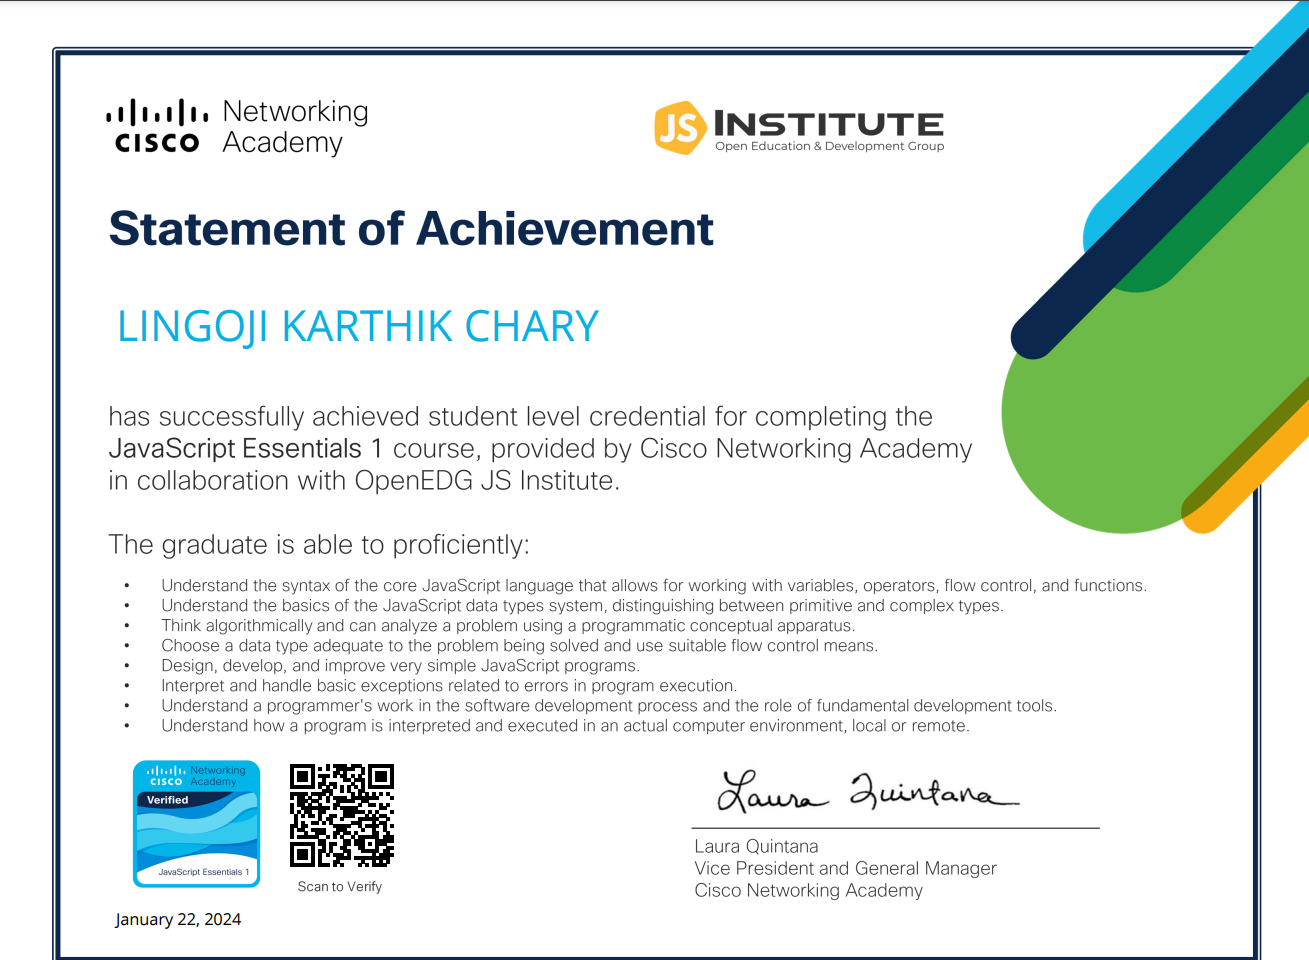 CISCO Networking Academy
JS INSTITUTE
Open Education & Development Group
Statement of Achievement
LINGOJI KARTHIK CHARY
has successfully achieved student level credential for completing the
JavaScript Essentials 1 course, provided by Cisco Networking Academy
in collaboration with OpenEDG JS Institute.
The graduate is able to proficiently:
• Understand the syntax of the core JavaScript language that allows for working with variables, operators, flow control, and functions.
• Understand the basics of the JavaScript data types system, distinguishing between primitive and complex types.
• Think algorithmically and can analyze a problem using a programmatic conceptual apparatus.
• Choose a data type adequate to the problem being solved and use suitable flow control means.
• Design, develop, and improve very simple JavaScript programs.
• Interpret and handle basic exceptions related to errors in program execution.
• Understand a programmer's work in the software development process and the role of fundamental development tools.
• Understand how a program is interpreted and executed in an actual computer environment, local or remote.
CISCO Networking Academy
Verified
JavaScript Essentials 1
Scan to Verify
January 22, 2024
Laura Quintana
Laura Quintana
Vice President and General Manager
Cisco Networking Academy